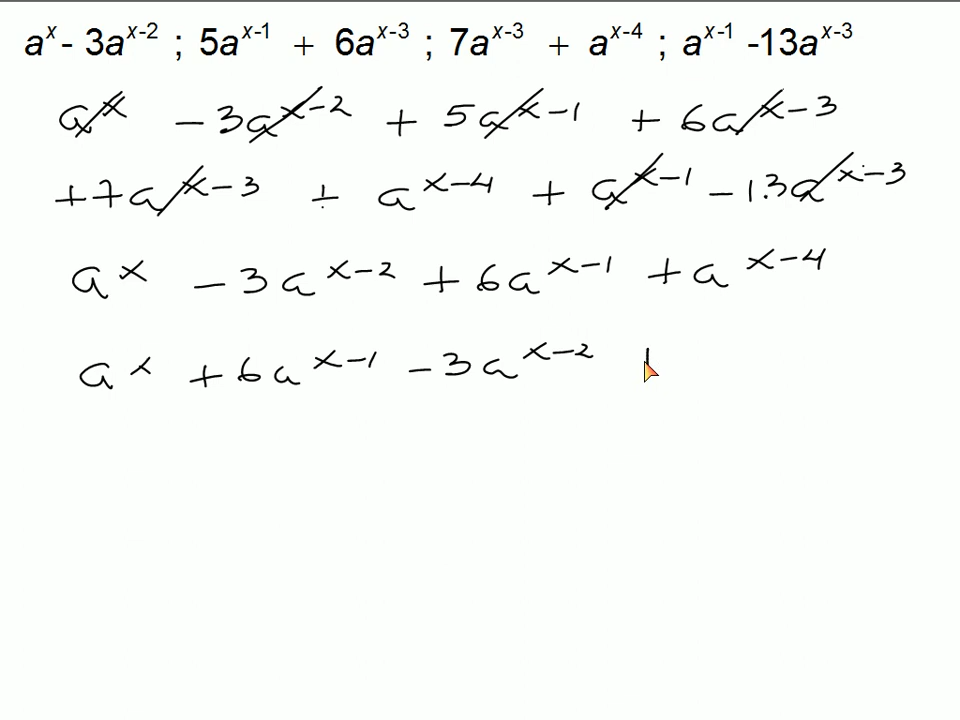 aˣ - 3aˣ⁻² ; 5aˣ⁻¹ + 6aˣ⁻³ ; 7aˣ⁻³ + aˣ⁻⁴ ; aˣ⁻¹ -13aˣ⁻³
aˣ - 3aˣ⁻² + 5aˣ⁻¹ + 6aˣ⁻³
+7aˣ⁻³ + aˣ⁻⁴ + aˣ⁻¹ - 13aˣ⁻³
aˣ - 3aˣ⁻² + 6aˣ⁻¹ + aˣ⁻⁴
aˣ + 6aˣ⁻¹ - 3aˣ⁻²